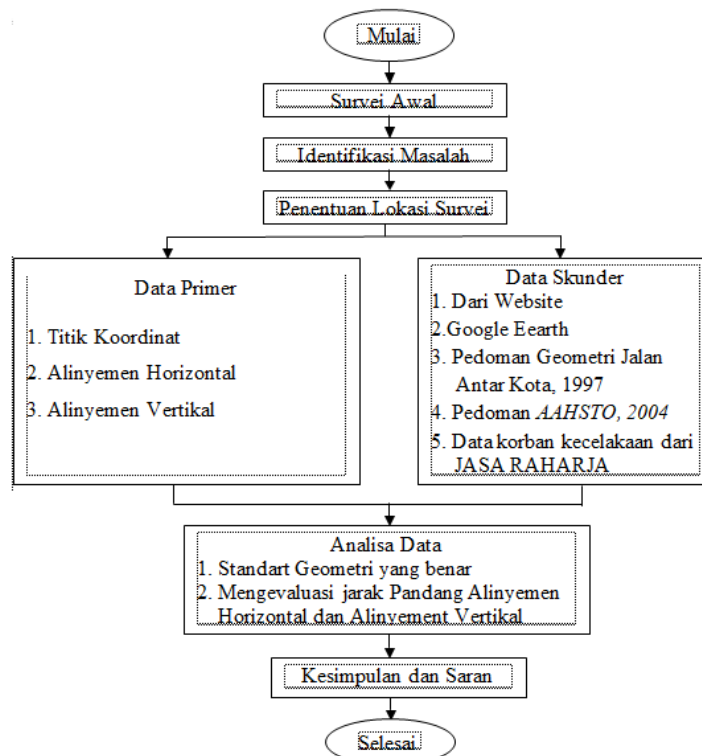 Mulai
Survei Awal
Identifikasi Masalah
Penentuan Lokasi Survei
Data Primer
1. Titik Koordinat
2. Alinyemen Horizontal
3. Alinyemen Vertikal
Data Skunder
1. Dari Website
2.Google Eearth
3. Pedoman Geometri Jalan
Antar Kota, 1997
4. Pedoman AAHSTO, 2004
5. Data korban kecelakaan dari
JASA RAHARJA
Analisa Data
1. Standart Geometri yang benar
2. Mengevaluasi jarak Pandang Alinyemen
Horizontal dan Alinyement Vertikal
Kesimpulan dan Saran
Selesai